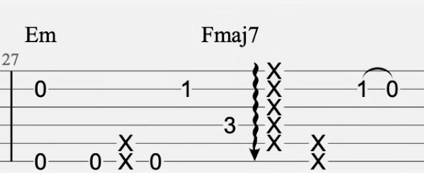 Em Fmaj7
27
X
0 1 X 1 0
X
3 X
X X X
0 0 X 0 X